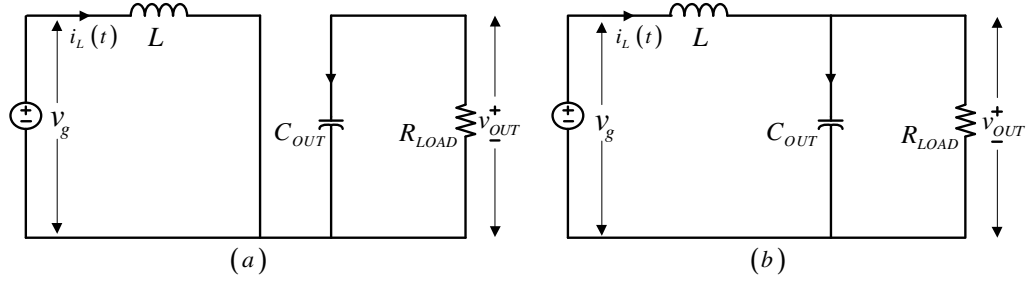 i_L(t)
L
v_g
C_OUT
R_LOAD
v_OUT
(a)
i_L(t)
L
v_g
C_OUT
R_LOAD
v_OUT
(b)